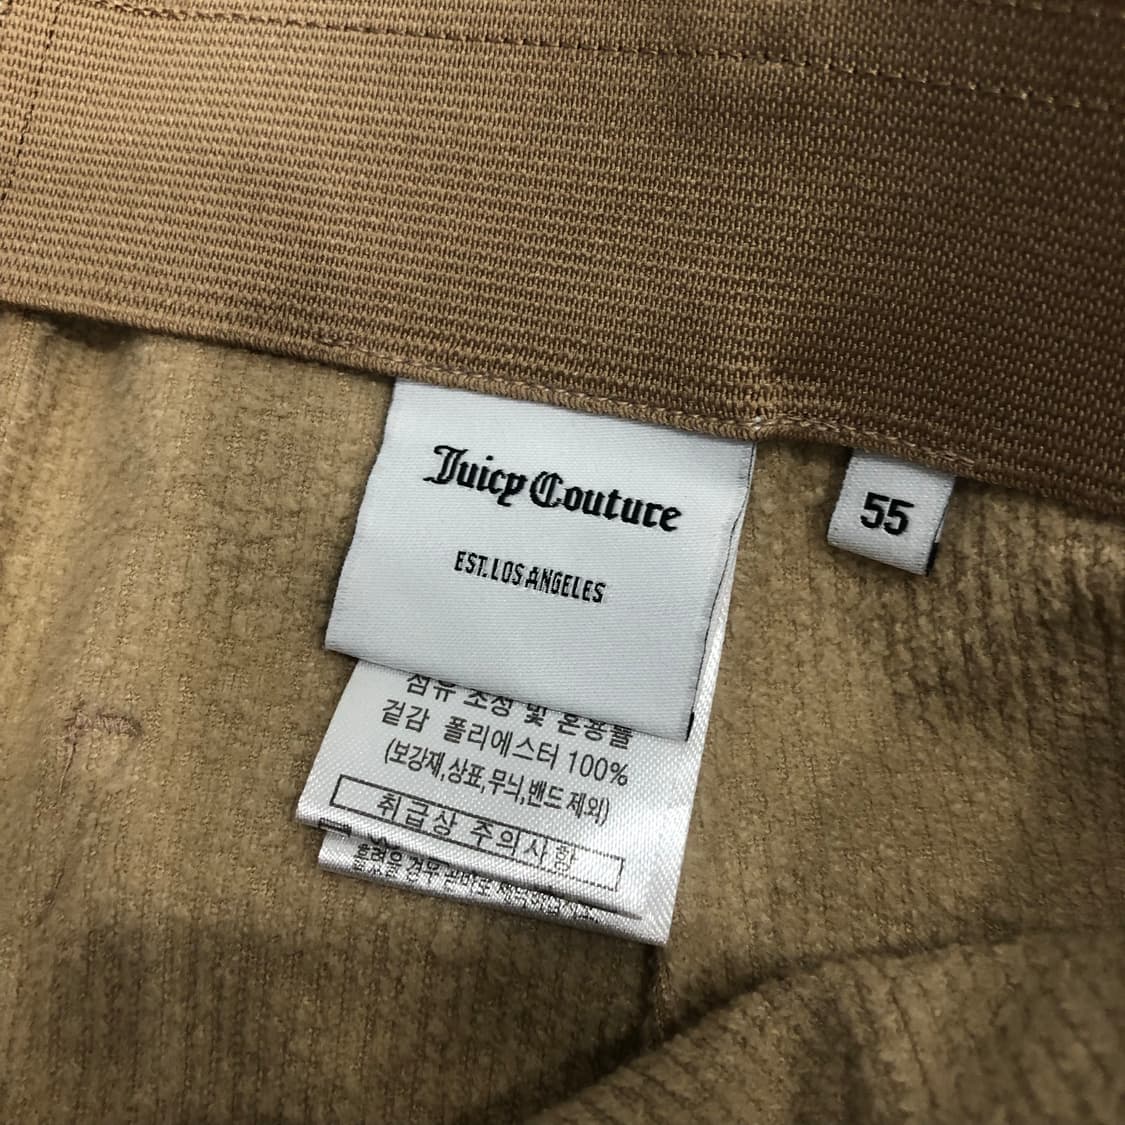 Juicy Couture
EST. LOS ANGELES
55
섬유 조성 및 혼용률
겉감 폴리에스터 100%
(보강재,상표,무늬,밴드 제외)
취급상 주의사항